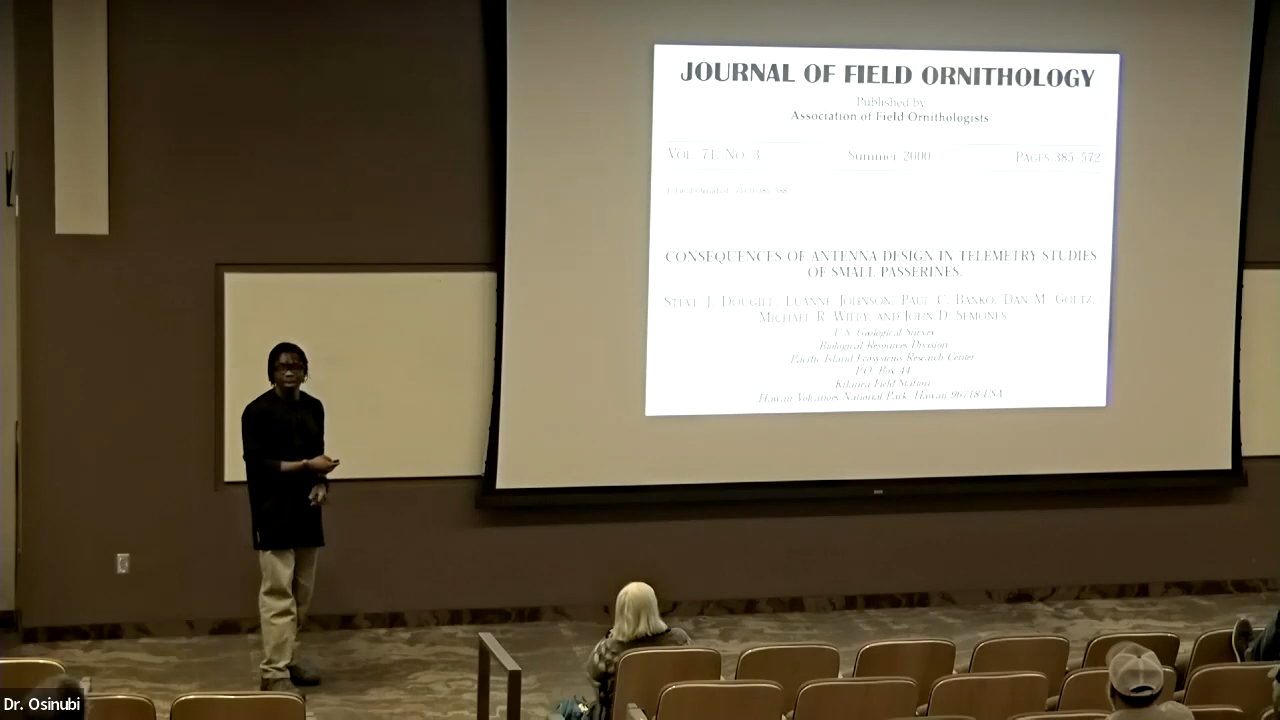 JOURNAL OF FIELD ORNITHOLOGY
Published by
Association of Field Ornithologists
VOL. 71, NO. 3 Summer 2000 PAGES 385-572
CONSEQUENCES OF ANTENNA DESIGN IN TELEMETRY STUDIES
OF SMALL PASSERINES.
STEVE J. DOUGILL, LUANNE JOHNSON, PAUL C. BANKO, DAN M. GOLTZ,
MICHAEL R. WILEY, AND JOHN D. SEMONES
U.S. Geological Survey
Biological Resources Division
Pacific Island Ecosystems Research Center
P.O. Box 44
Kilauea Field Station
Hawaii Volcanoes National Park, Hawaii 96718 USA
Dr. Osinubi